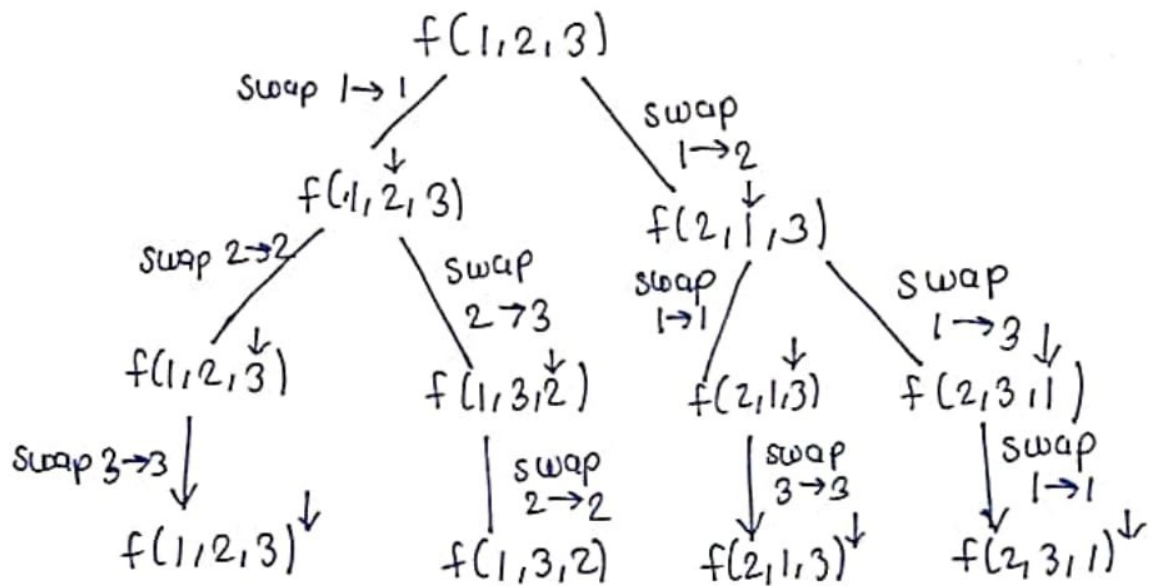 f(1,2,3)
swap 1→1
swap
1→2
↓
f(1,2,3)
↓
f(2,1,3)
swap 2→2
swap
2→3
swap
1→1
swap
1→3
↓
f(1,2,3)
↓
f(1,3,2)
↓
f(2,1,3)
↓
f(2,3,1)
swap 3→3
swap
2→2
swap
3→3
swap
1→1
f(1,2,3)↓
f(1,3,2)
f(2,1,3)↓
f(2,3,1)↓